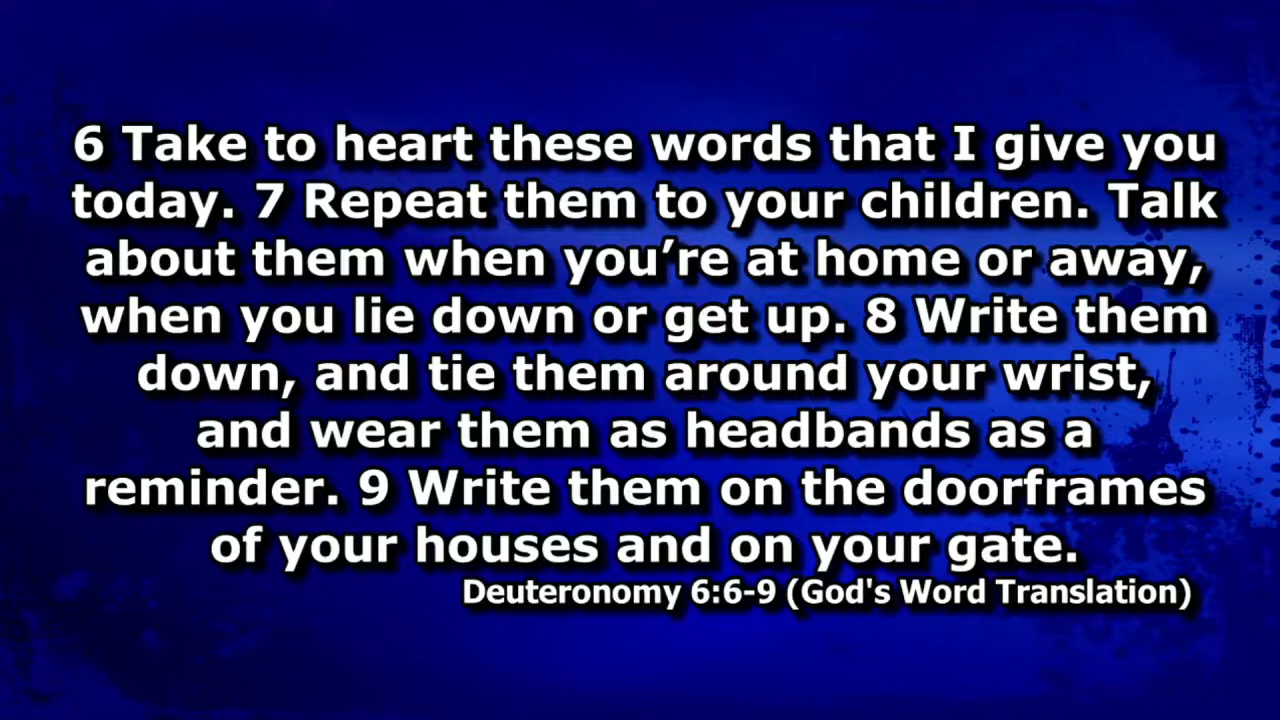 6 Take to heart these words that I give you
today. 7 Repeat them to your children. Talk
about them when you’re at home or away,
when you lie down or get up. 8 Write them
down, and tie them around your wrist,
and wear them as headbands as a
reminder. 9 Write them on the doorframes
of your houses and on your gate.
Deuteronomy 6:6-9 (God's Word Translation)